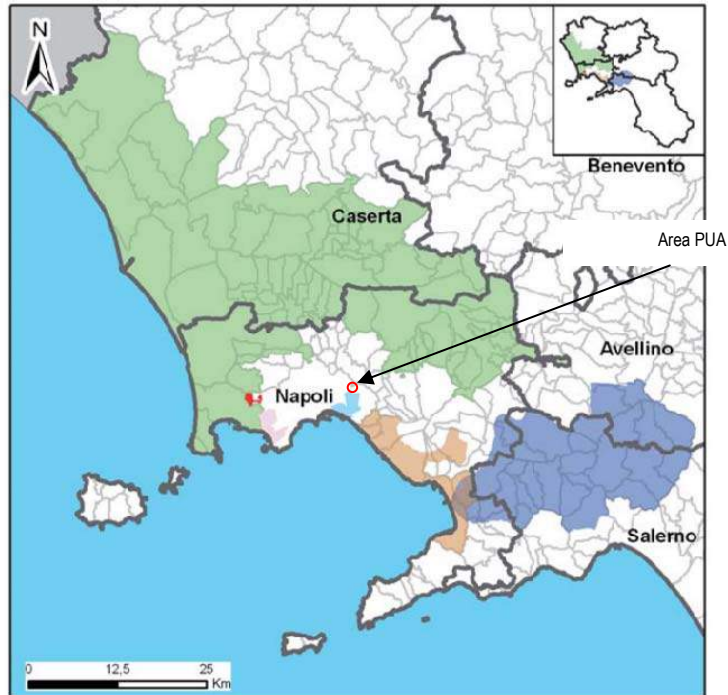 N
Benevento
Caserta
Area PUA
Avellino
Napoli
Salerno
0 12,5 25
Km